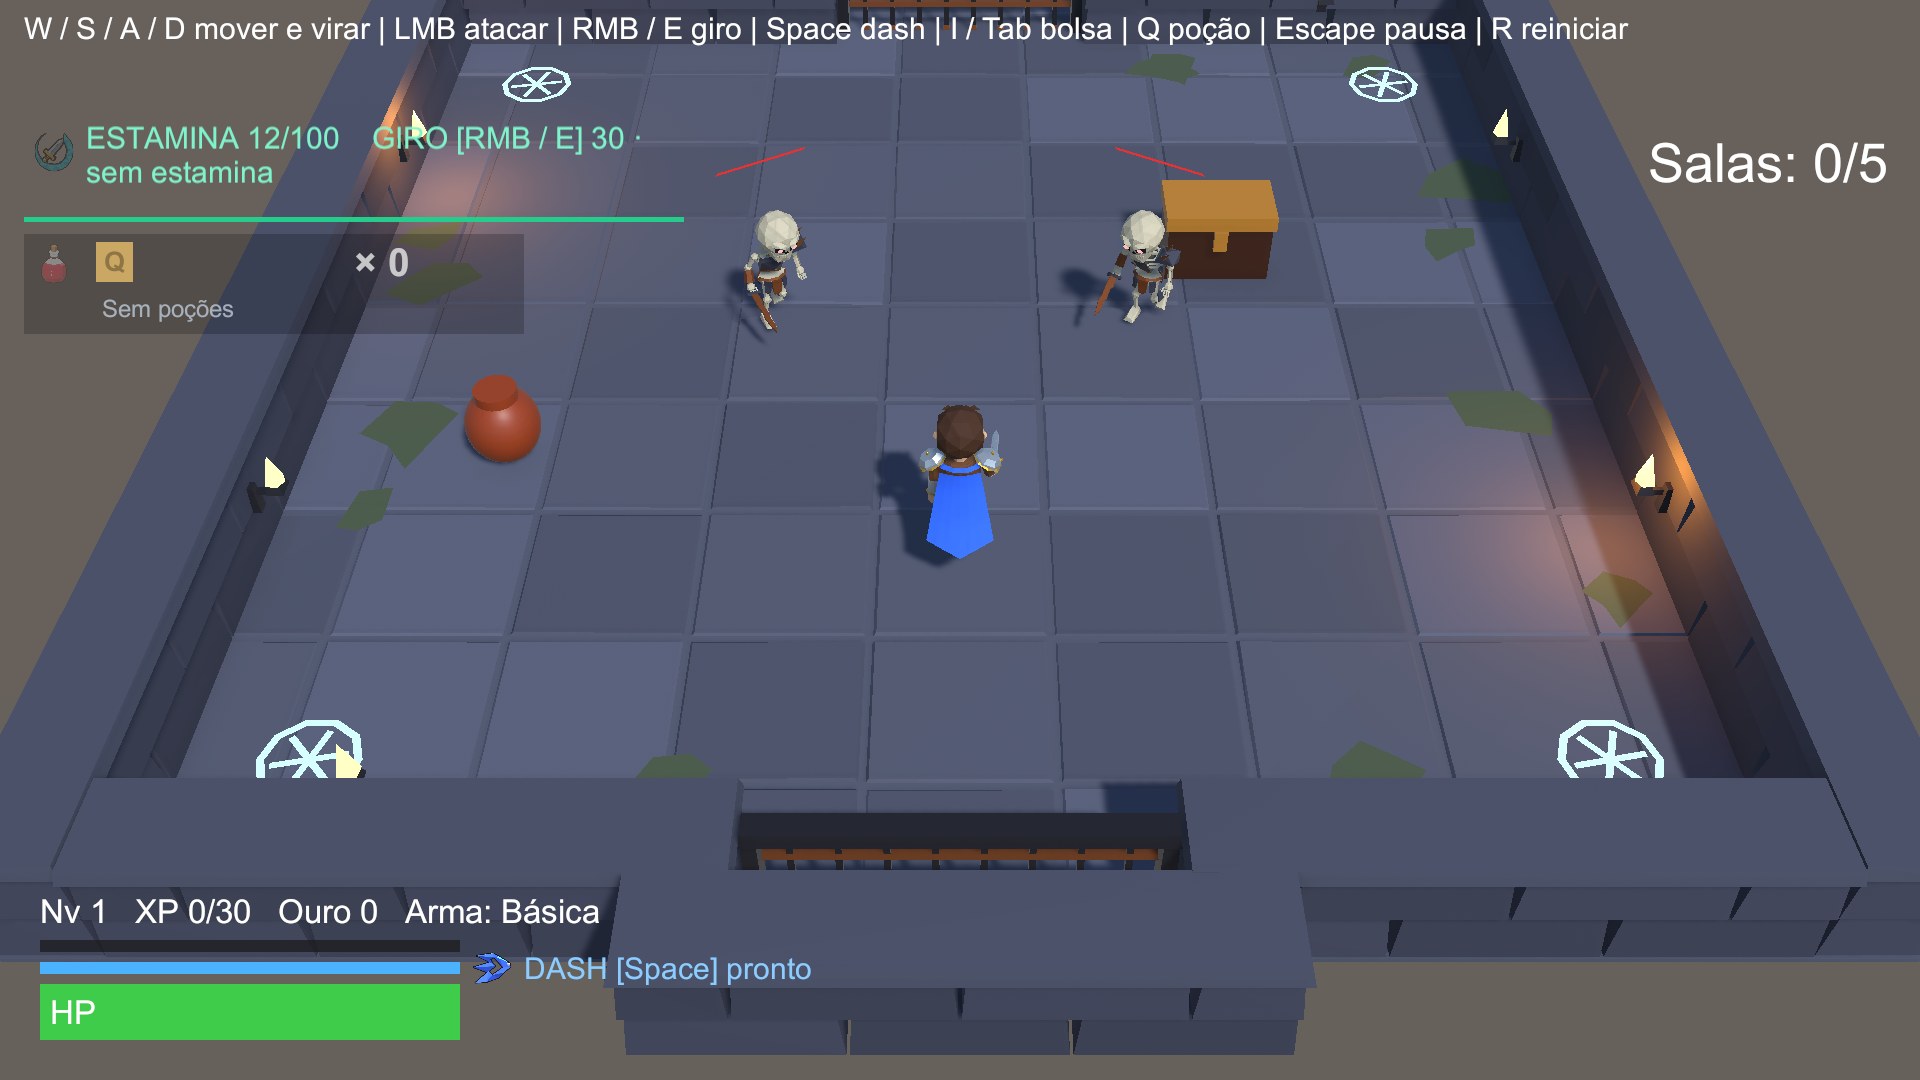 W / S / A / D mover e virar | LMB atacar | RMB / E giro | Space dash | I / Tab bolsa | Q poção | Escape pausa | R reiniciar
ESTAMINA 12/100 GIRO [RMB / E] 30 ·
sem estamina
Salas: 0/5
Q × 0
Sem poções
Nv 1 XP 0/30 Ouro 0 Arma: Básica
DASH [Space] pronto
HP